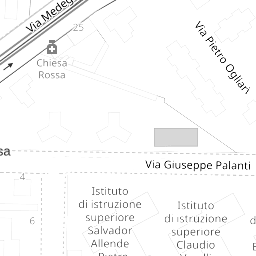 Via Medeg
25
Via Pietro Ogliari
Chiesa
Rossa
sa
Via Giuseppe Palanti
4
Istituto
di istruzione
superiore
Salvador
Allende
6
Istituto
di istruzione
superiore
Claudio